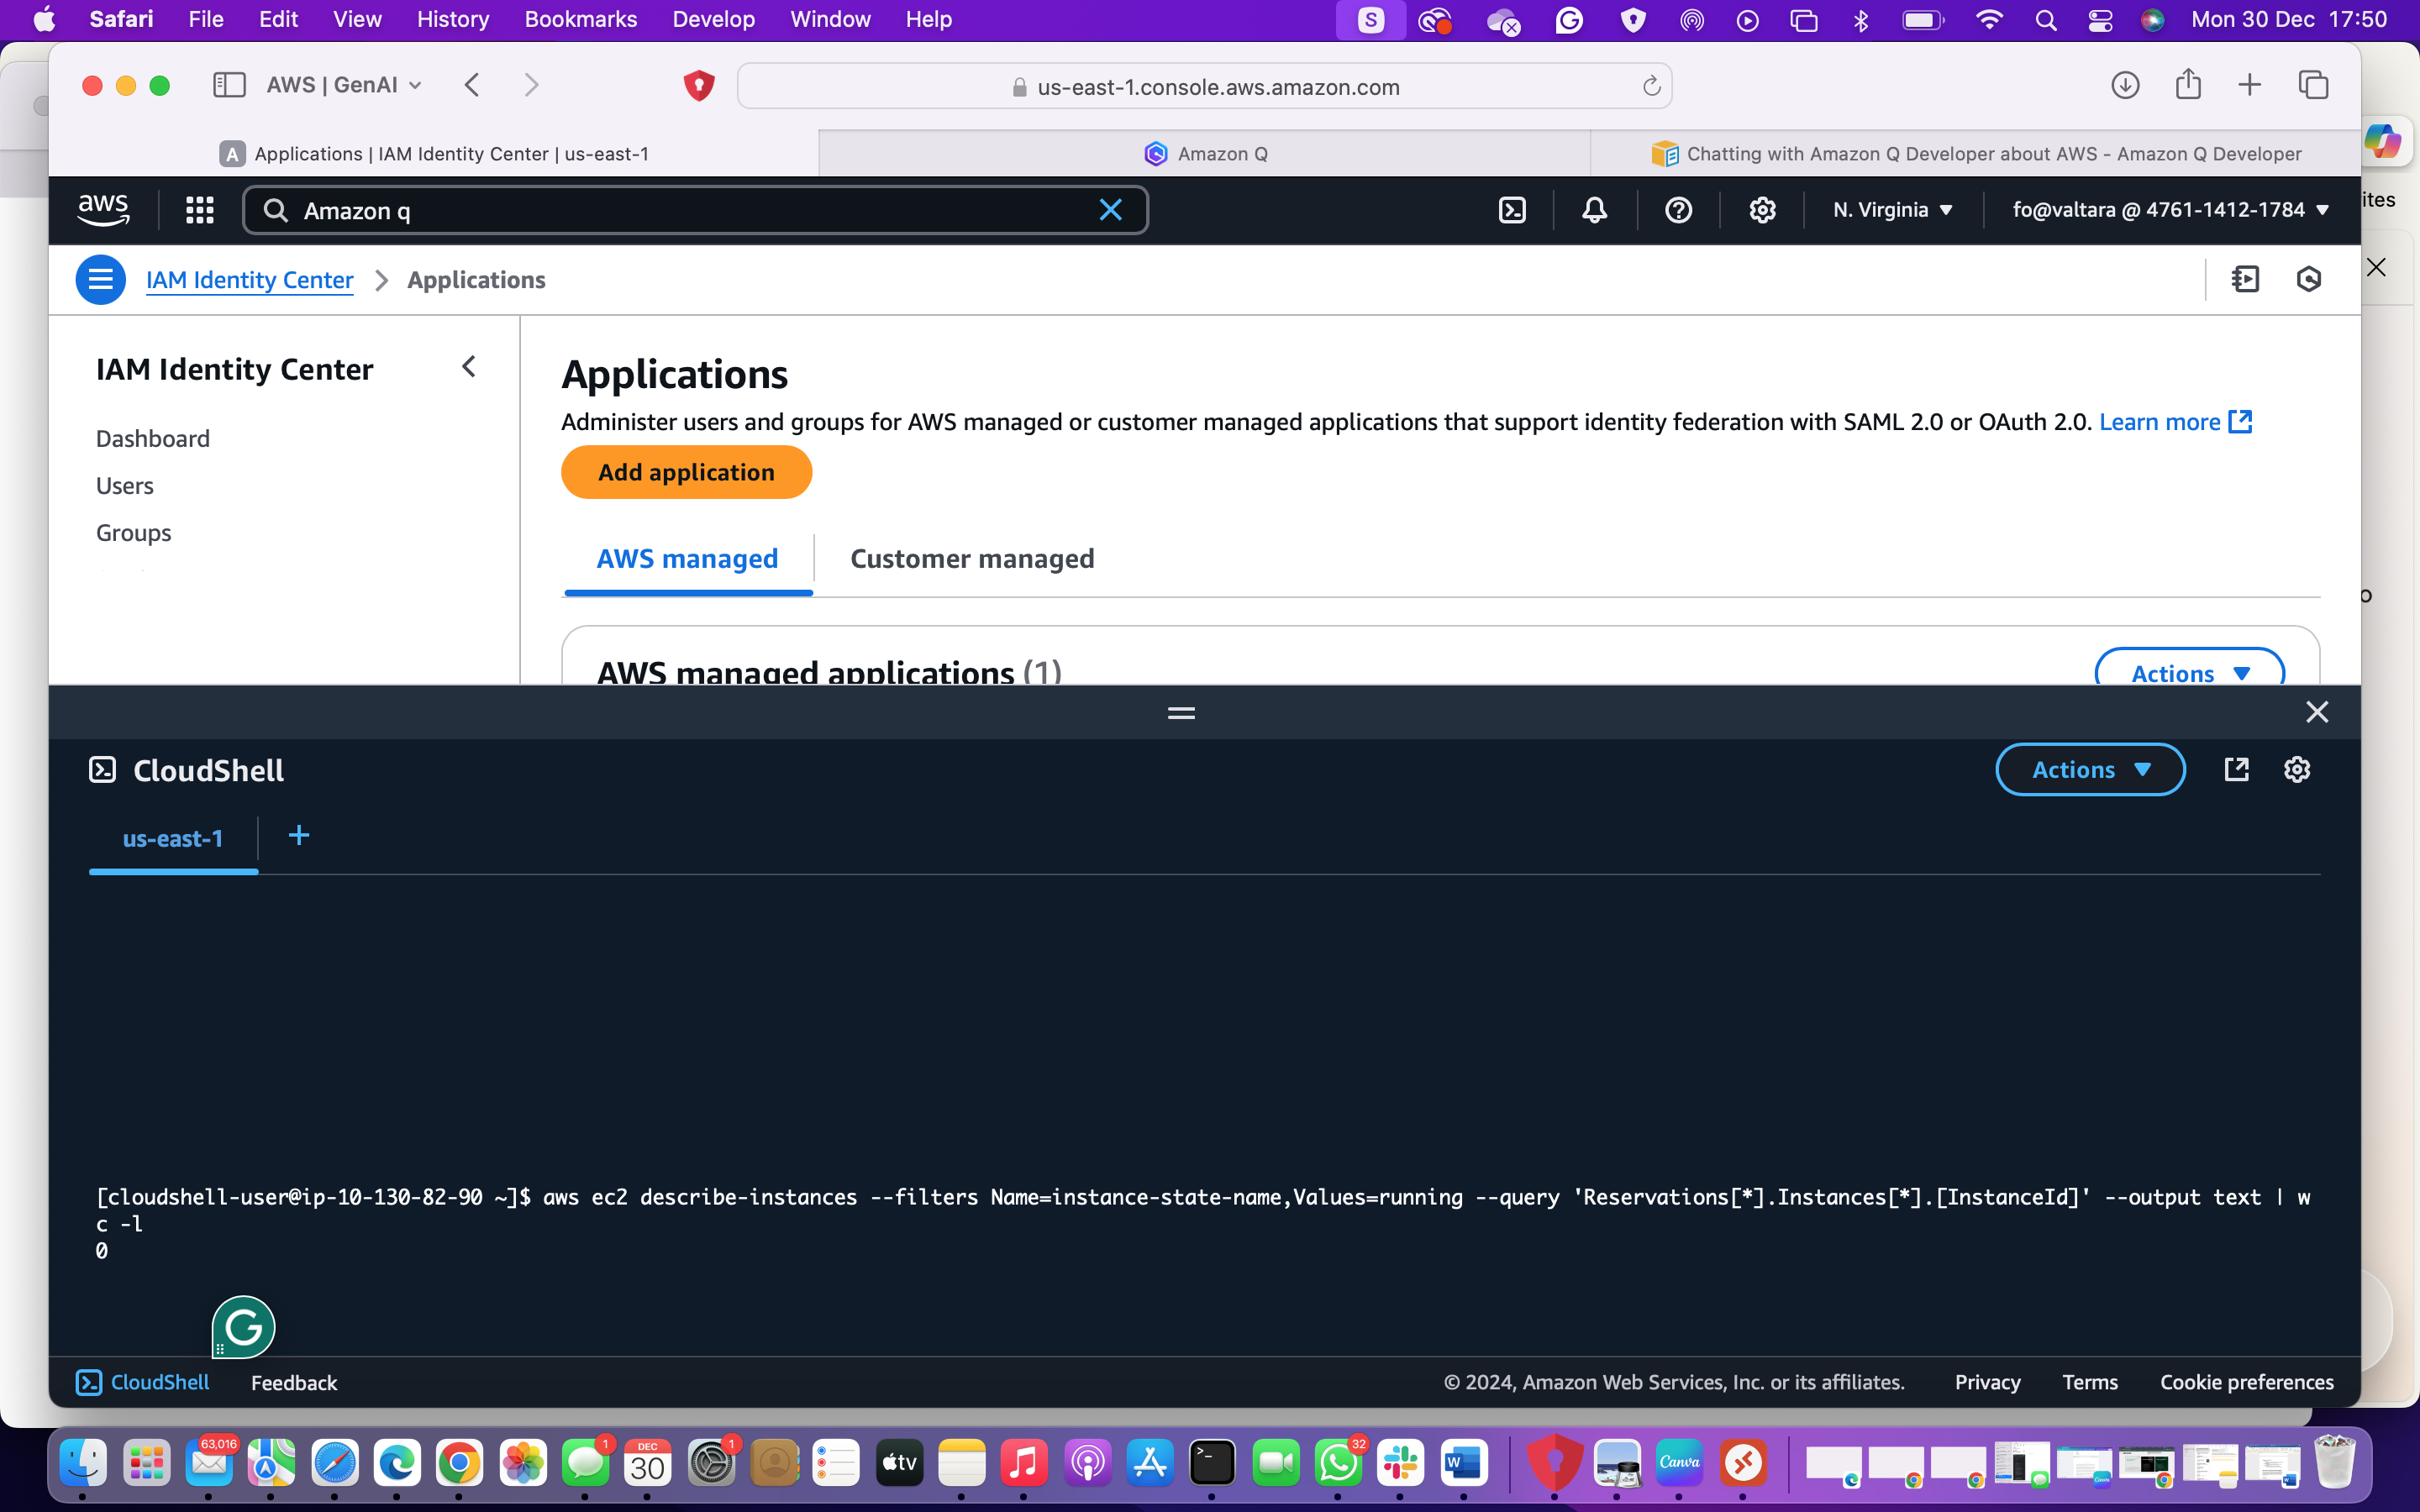 Safari File Edit View History Bookmarks Develop Window Help S Mon 30 Dec 17:50
AWS | GenAI us-east-1.console.aws.amazon.com
A Applications | IAM Identity Center | us-east-1 Amazon Q Chatting with Amazon Q Developer about AWS - Amazon Q Developer
aws Amazon q N. Virginia fo@valtara @ 4761-1412-1784 ites
IAM Identity Center > Applications
IAM Identity Center
Dashboard
Users
Groups
Applications
Administer users and groups for AWS managed or customer managed applications that support identity federation with SAML 2.0 or OAuth 2.0. Learn more
Add application
AWS managed Customer managed
AWS managed applications (1) Actions
CloudShell Actions
us-east-1 +
[cloudshell-user@ip-10-130-82-90 ~]$ aws ec2 describe-instances --filters Name=instance-state-name,Values=running --query 'Reservations[*].Instances[*].[InstanceId]' --output text | w
c -l
0
G
CloudShell Feedback © 2024, Amazon Web Services, Inc. or its affiliates. Privacy Terms Cookie preferences
63,016 1 DEC 30 1 tv 32 W Canva